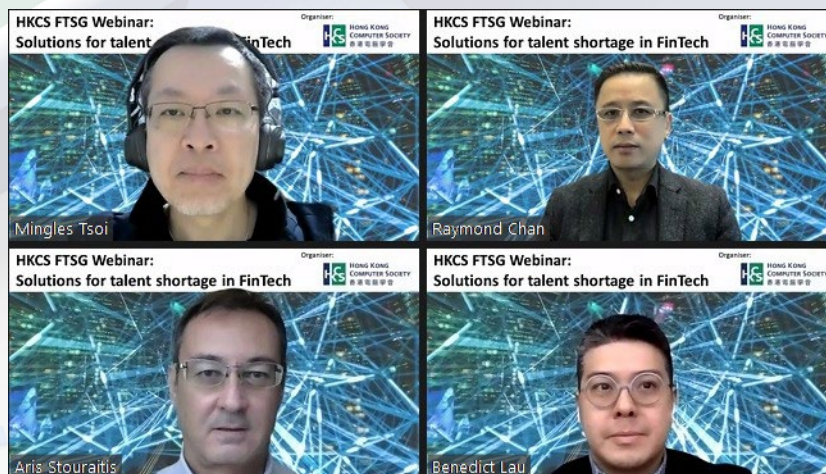 HKCS FTSG Webinar:
Organiser:
Solutions for talent FinTech
HKCS
HONG KONG
COMPUTER SOCIETY
香港電腦學會
Mingles Tsoi
HKCS FTSG Webinar:
Organiser:
Solutions for talent shortage in FinTech
HKCS
HONG KONG
COMPUTER SOCIETY
香港電腦學會
Raymond Chan
HKCS FTSG Webinar:
Organiser:
Solutions for talent shortage in FinTech
HKCS
HONG KONG
COMPUTER SOCIETY
香港電腦學會
Aris Stouraitis
HKCS FTSG Webinar:
Organiser:
Solutions for talent shortage in FinTech
HKCS
HONG KONG
COMPUTER SOCIETY
香港電腦學會
Benedict Lau